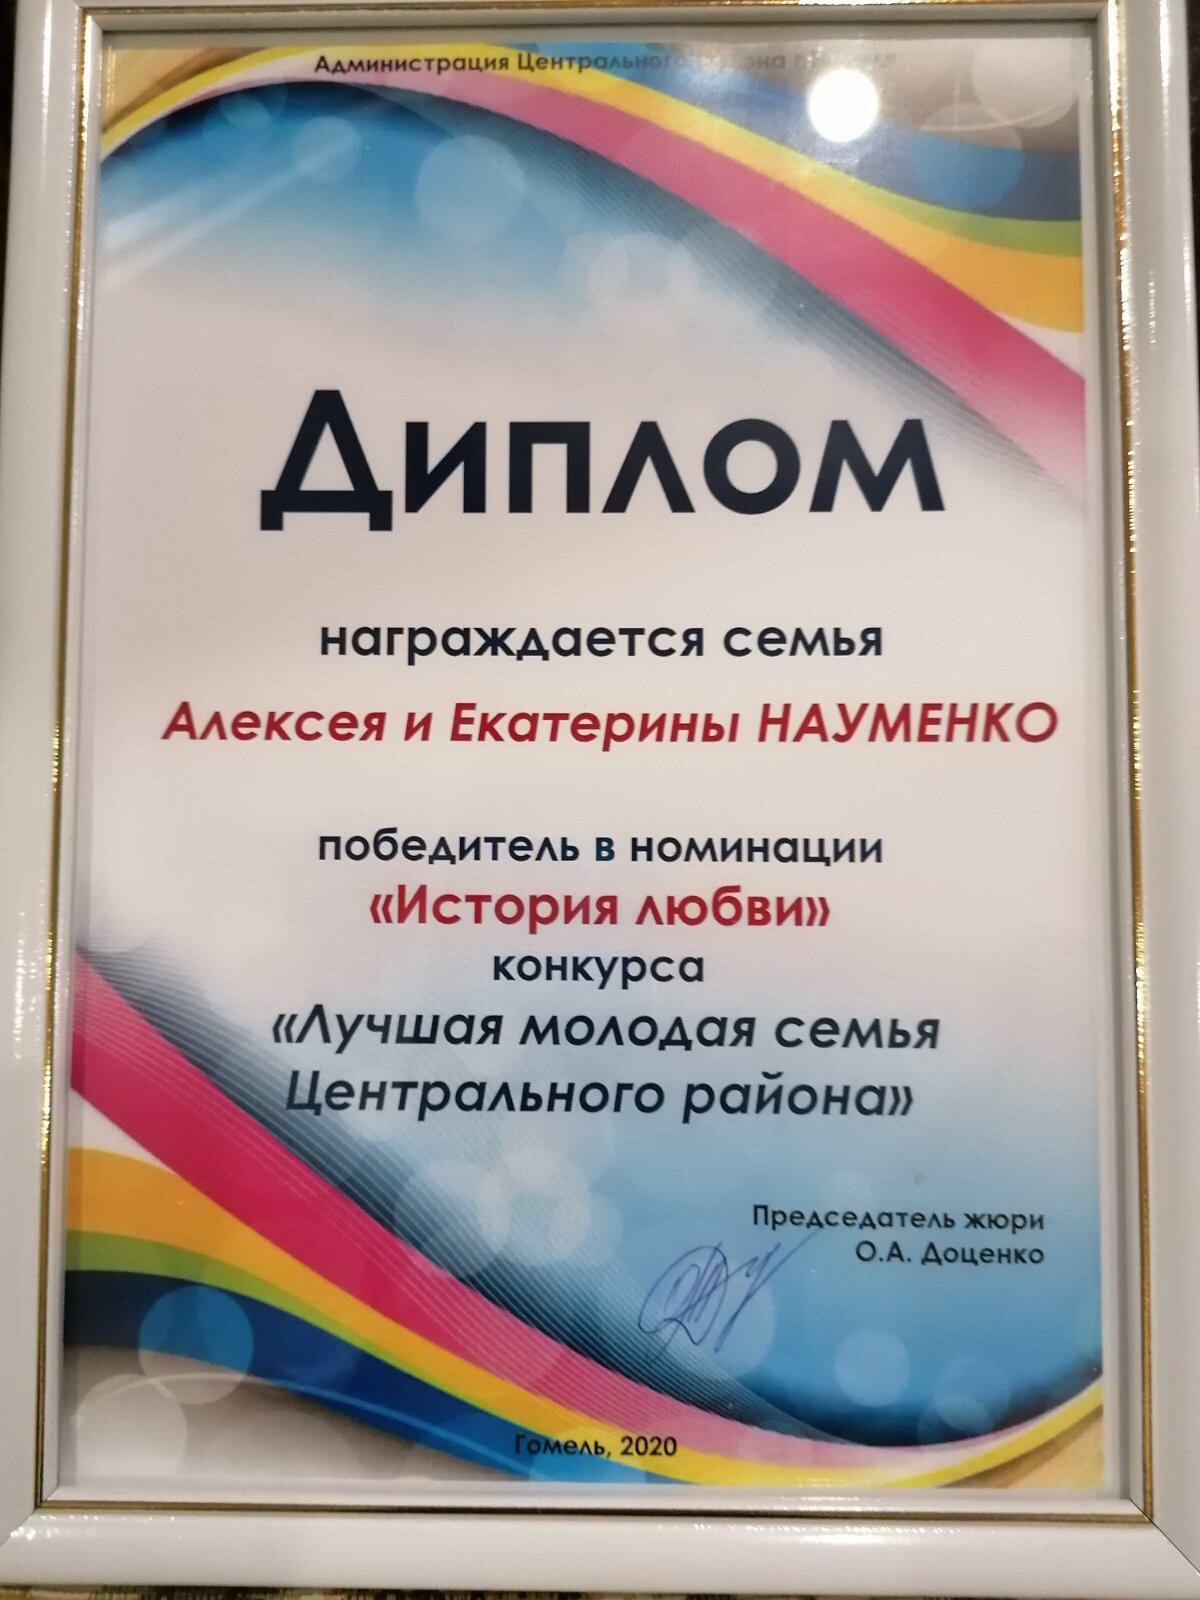 Администрация Центрального района
Диплом
награждается семья
Алексея и Екатерины НАУМЕНКО
победитель в номинации
«История любви»
конкурса
«Лучшая молодая семья
Центрального района»
Председатель жюри
О.А. Доценко
Гомель, 2020